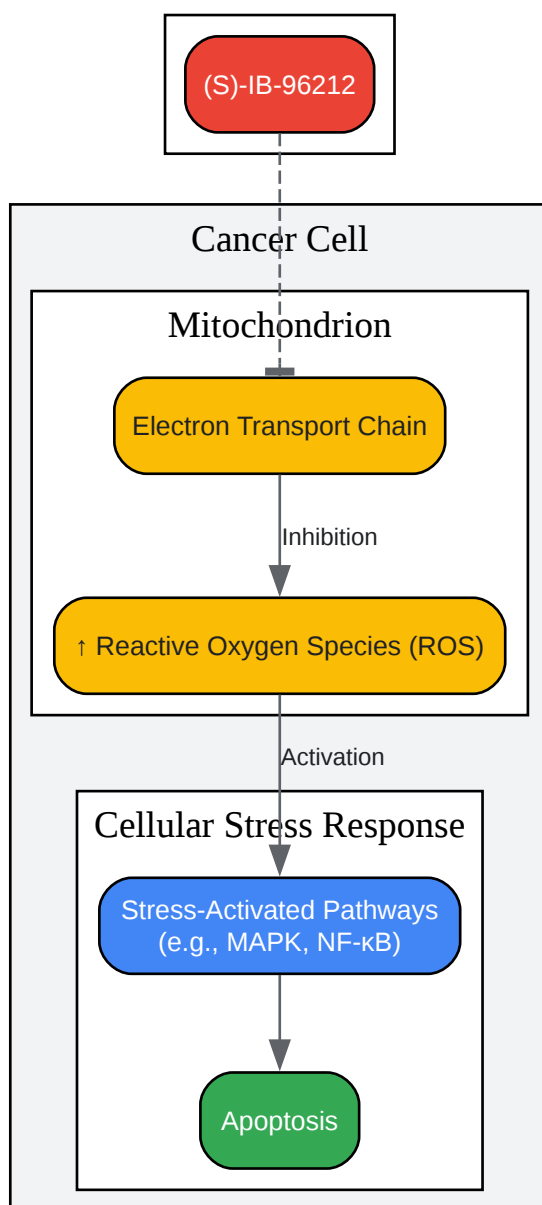 (S)-IB-96212
Cancer Cell
Mitochondrion
Electron Transport Chain
Inhibition
↑ Reactive Oxygen Species (ROS)
Activation
Cellular Stress Response
Stress-Activated Pathways
(e.g., MAPK, NF-κB)
Apoptosis